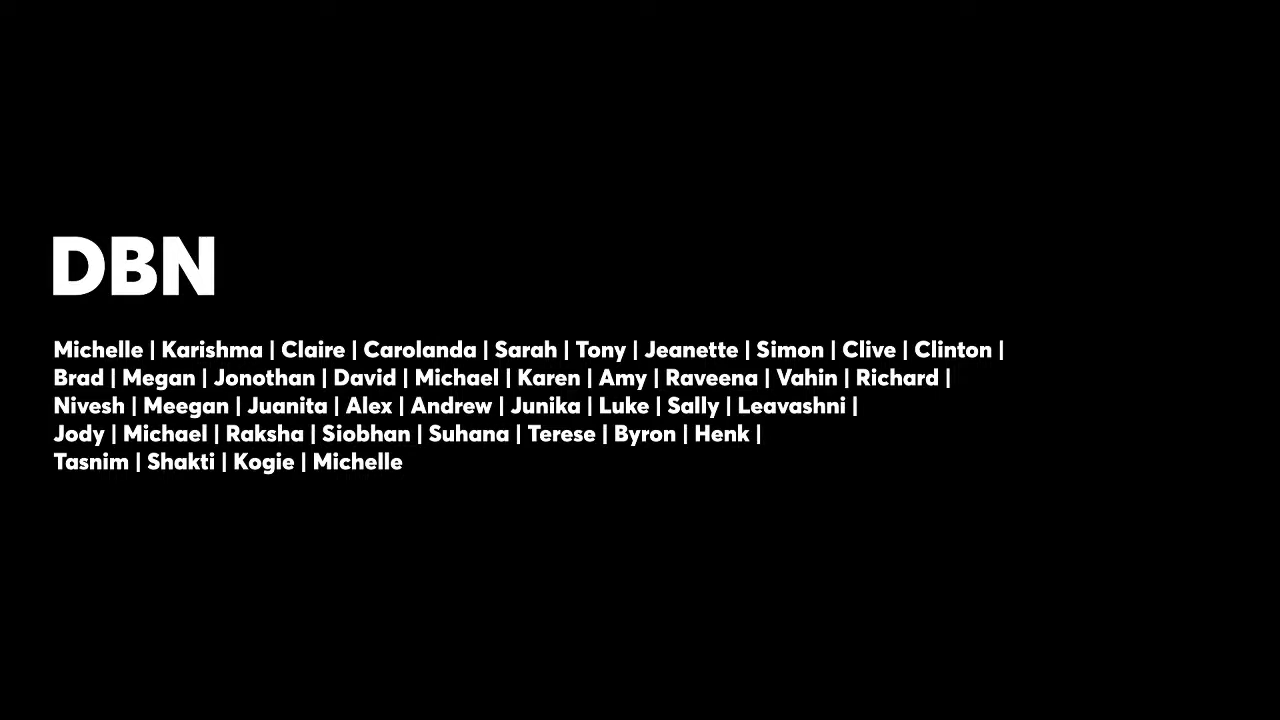 DBN
Michelle | Karishma | Claire | Carolanda | Sarah | Tony | Jeanette | Simon | Clive | Clinton |
Brad | Megan | Jonothan | David | Michael | Karen | Amy | Raveena | Vahin | Richard |
Nivesh | Meegan | Juanita | Alex | Andrew | Junika | Luke | Sally | Leavashni |
Jody | Michael | Raksha | Siobhan | Suhana | Terese | Byron | Henk |
Tasnim | Shakti | Kogie | Michelle